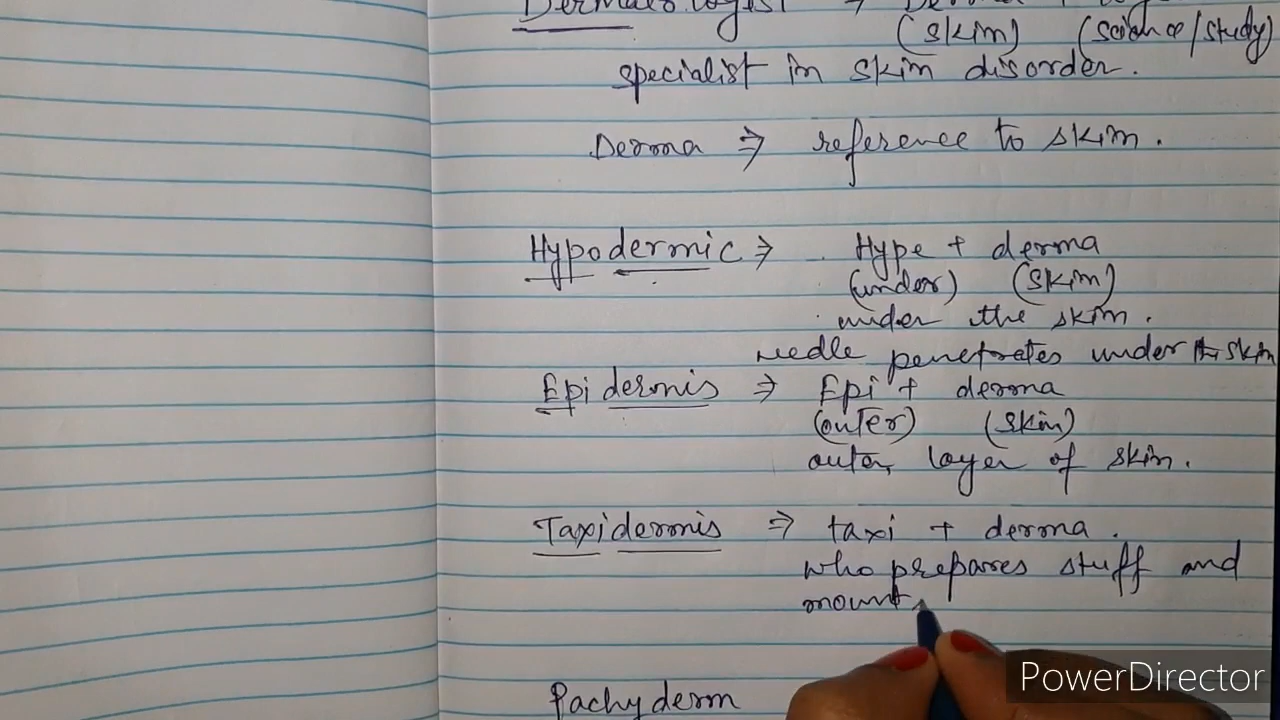 (skin) (science/study)
specialist in skin disorder.
Derma ⇒ reference to skin.
Hypodermic ⇒ Hype + derma
(under) (skin)
under the skin.
needle penetrates under the skin
Epidermis ⇒ Epi + derma
(outer) (skin)
outer layer of skin.
Taxidermis ⇒ taxi + derma.
who prepares stuff and
mount
Pachyderm
PowerDirector